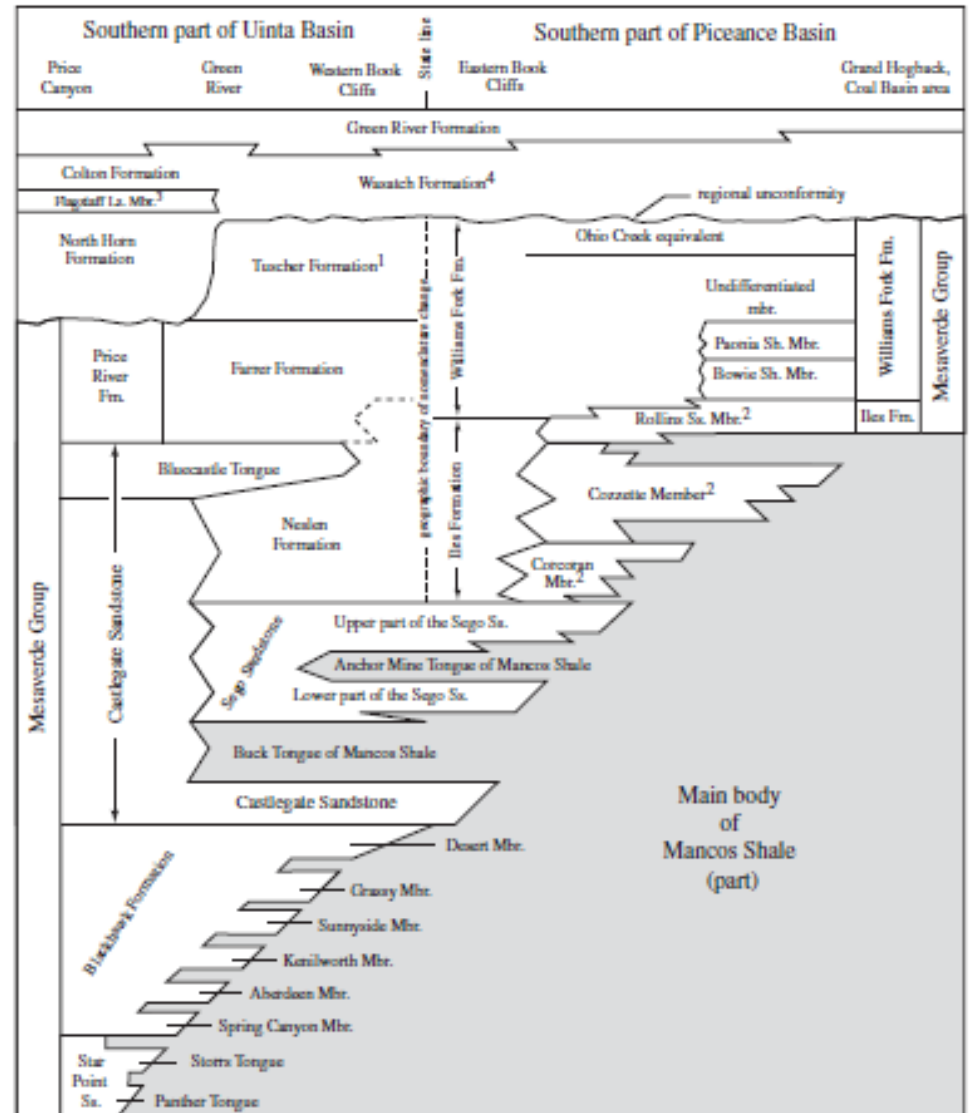 Southern part of Uinta Basin
Southern part of Piceance Basin
State line
Price
Canyon
Green
River
Western Book
Cliffs
Eastern Book
Cliffs
Grand Hogback,
Coal Basin area
Green River Formation
Colton Formation
Wasatch Formation4
Flagstaff Ls. Mbr.3
regional unconformity
North Horn
Formation
Tuscher Formation1
Ohio Creek equivalent
Undifferentiated
mbr.
Paonia Sh. Mbr.
Bowie Sh. Mbr.
Williams Fork Fm.
Williams Fork Fm.
Mesaverde Group
Price
River
Fm.
Farrer Formation
geographic boundary of nomenclature change
Rollins Ss. Mbr.2
Iles Fm.
Bluecastle Tongue
Cozzette Member2
Neslen
Formation
Iles Formation
Corcoran
Mbr.2
Mesaverde Group
Castlegate Sandstone
Sego Sandstone
Upper part of the Sego Ss.
Anchor Mine Tongue of Mancos Shale
Lower part of the Sego Ss.
Buck Tongue of Mancos Shale
Castlegate Sandstone
Main body
of
Mancos Shale
(part)
Blackhawk Formation
Desert Mbr.
Grassy Mbr.
Sunnyside Mbr.
Kenilworth Mbr.
Aberdeen Mbr.
Spring Canyon Mbr.
Star
Point
Ss.
Storrs Tongue
Panther Tongue